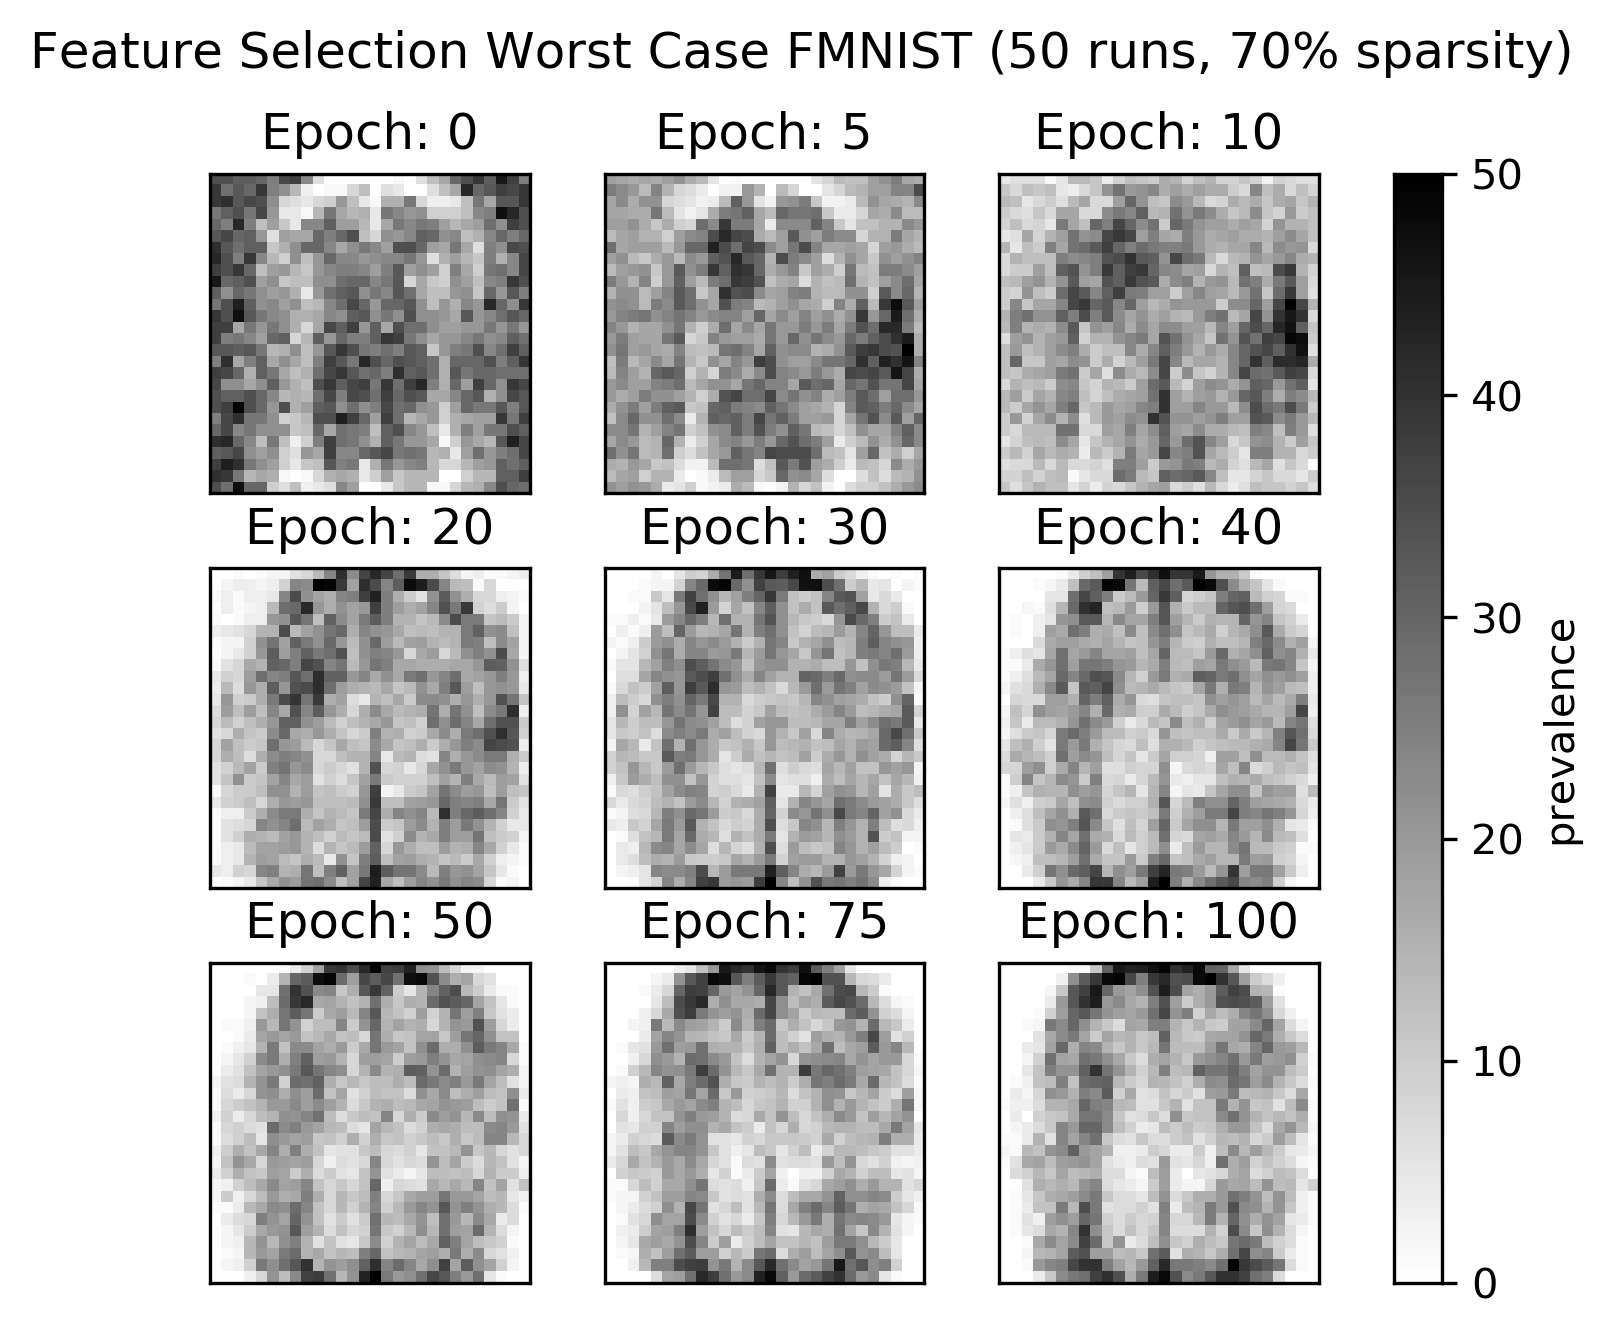 Feature Selection Worst Case FMNIST (50 runs, 70% sparsity)
Epoch: 0
Epoch: 5
Epoch: 10
Epoch: 20
Epoch: 30
Epoch: 40
Epoch: 50
Epoch: 75
Epoch: 100
50
40
30
20
10
0
prevalence